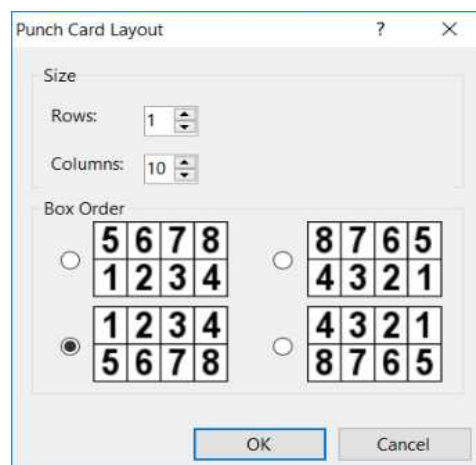 Punch Card Layout ? ×
Size
Rows: 1
Columns: 10
Box Order
5 6 7 8 8 7 6 5
1 2 3 4 4 3 2 1
1 2 3 4 4 3 2 1
5 6 7 8 8 7 6 5
OK Cancel